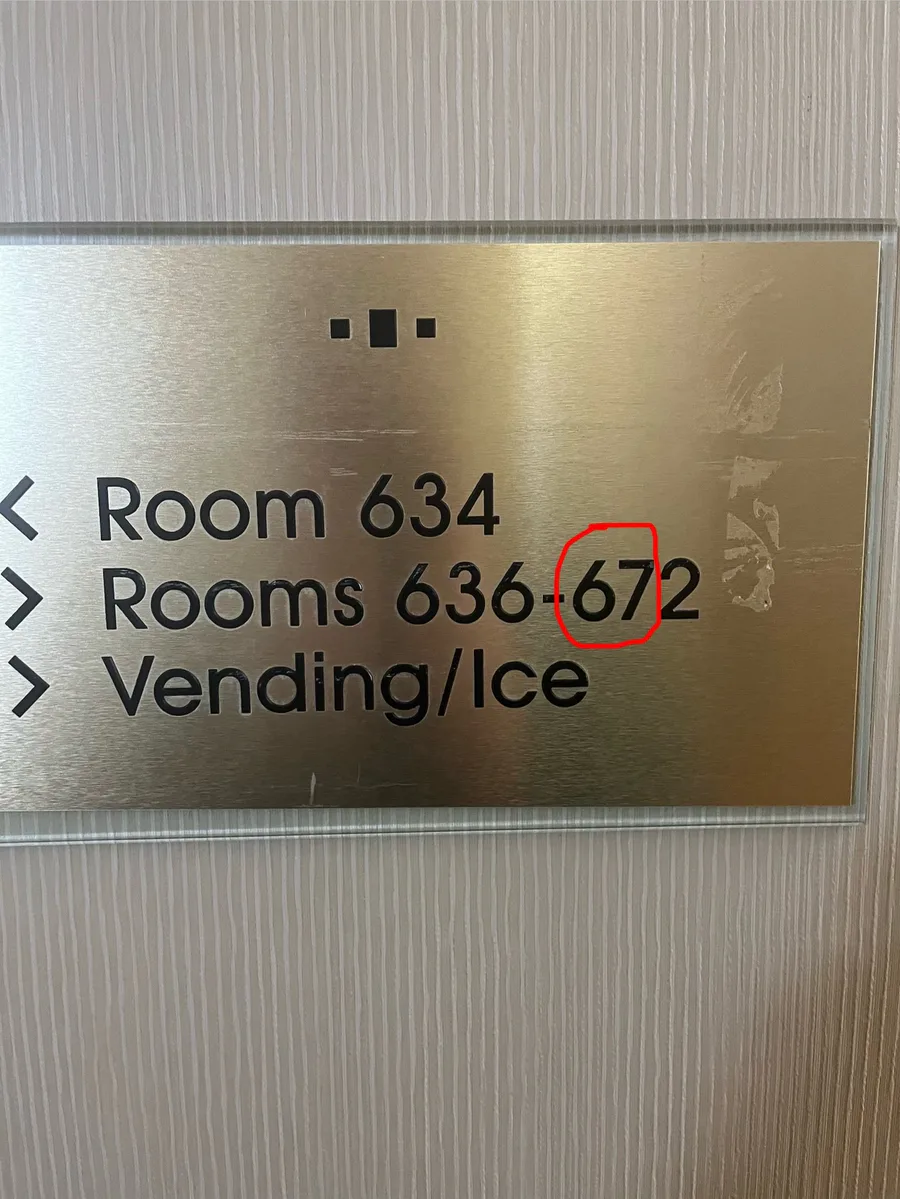 < Room 634
> Rooms 636-672
> Vending/Ice